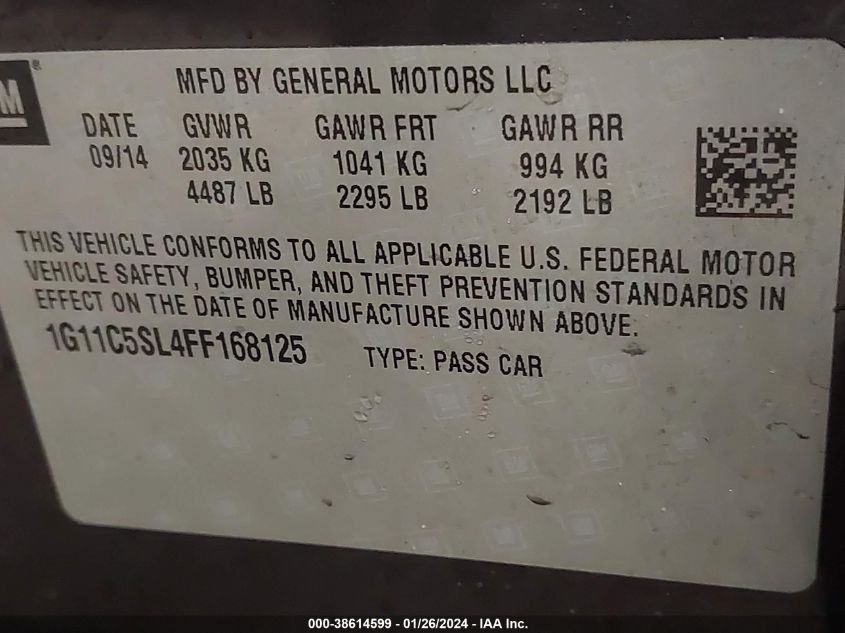 M ®
MFD BY GENERAL MOTORS LLC
DATE GVWR GAWR FRT GAWR RR
09/14 2035 KG 1041 KG 994 KG
4487 LB 2295 LB 2192 LB
THIS VEHICLE CONFORMS TO ALL APPLICABLE U.S. FEDERAL MOTOR
VEHICLE SAFETY, BUMPER, AND THEFT PREVENTION STANDARDS IN
EFFECT ON THE DATE OF MANUFACTURE SHOWN ABOVE.
1G11C5SL4FF168125 TYPE: PASS CAR
000-38614599 - 01/26/2024 - IAA Inc.